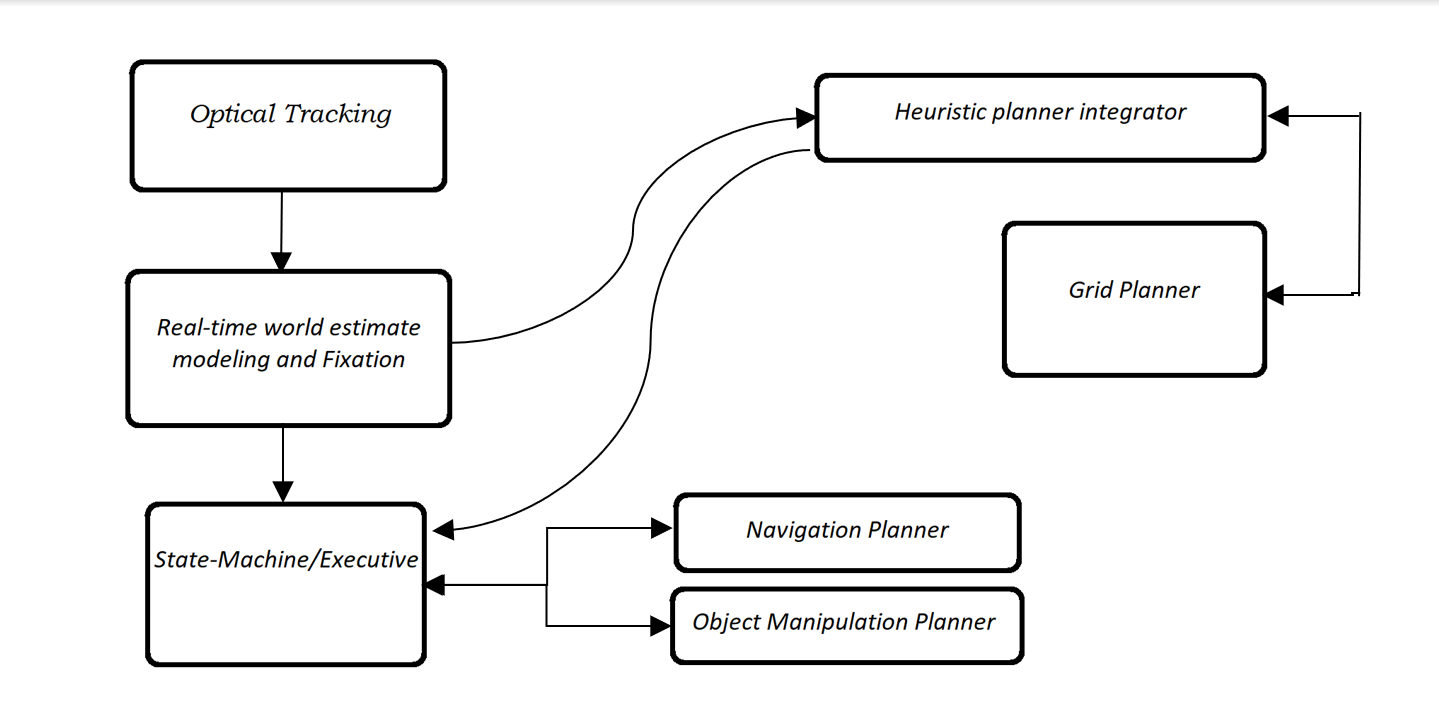 Optical Tracking
Heuristic planner integrator
Grid Planner
Real-time world estimate
modeling and Fixation
State-Machine/Executive
Navigation Planner
Object Manipulation Planner